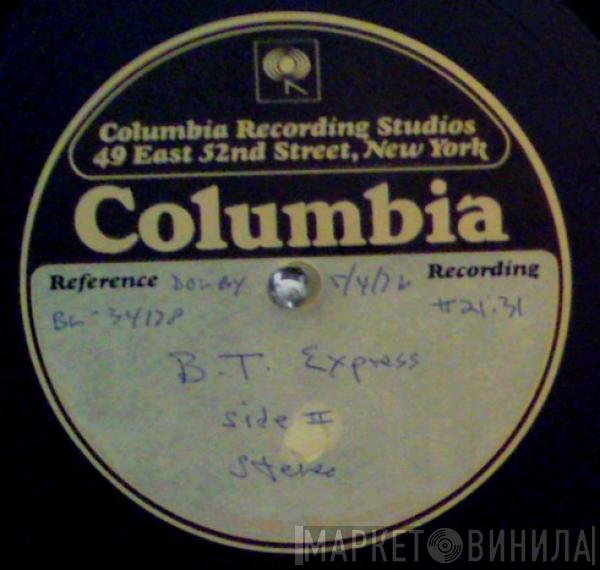 Columbia Recording Studios
49 East 52nd Street, New York
Columbia
Reference Dolby 5/4/76 Recording
BL-34178 #21:31
B.T. Express
side II
Stereo
МАРКЕТ ВИНИЛА